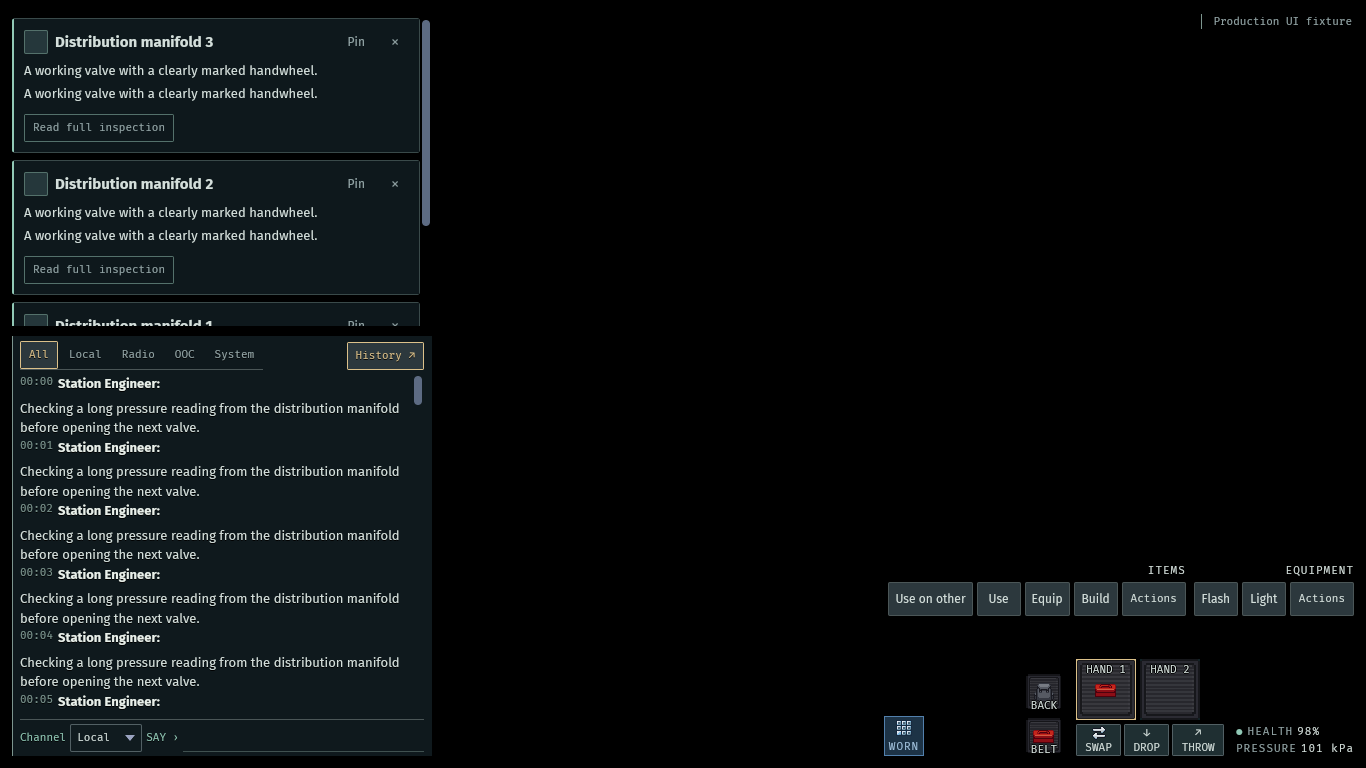 Production UI fixture
Distribution manifold 3 Pin ×
A working valve with a clearly marked handwheel.
A working valve with a clearly marked handwheel.
Read full inspection
Distribution manifold 2 Pin ×
A working valve with a clearly marked handwheel.
A working valve with a clearly marked handwheel.
Read full inspection
Distribution manifold 1 Pin ×
All Local Radio OOC System History ↗
00:00 Station Engineer:
Checking a long pressure reading from the distribution manifold
before opening the next valve.
00:01 Station Engineer:
Checking a long pressure reading from the distribution manifold
before opening the next valve.
00:02 Station Engineer:
Checking a long pressure reading from the distribution manifold
before opening the next valve.
00:03 Station Engineer:
Checking a long pressure reading from the distribution manifold
before opening the next valve.
00:04 Station Engineer:
Checking a long pressure reading from the distribution manifold
before opening the next valve.
00:05 Station Engineer:
Channel Local SAY ›
ITEMS EQUIPMENT
Use on other Use Equip Build Actions Flash Light Actions
HAND 1 HAND 2
BACK
WORN
BELT
SWAP DROP THROW
HEALTH 98%
PRESSURE 101 kPa